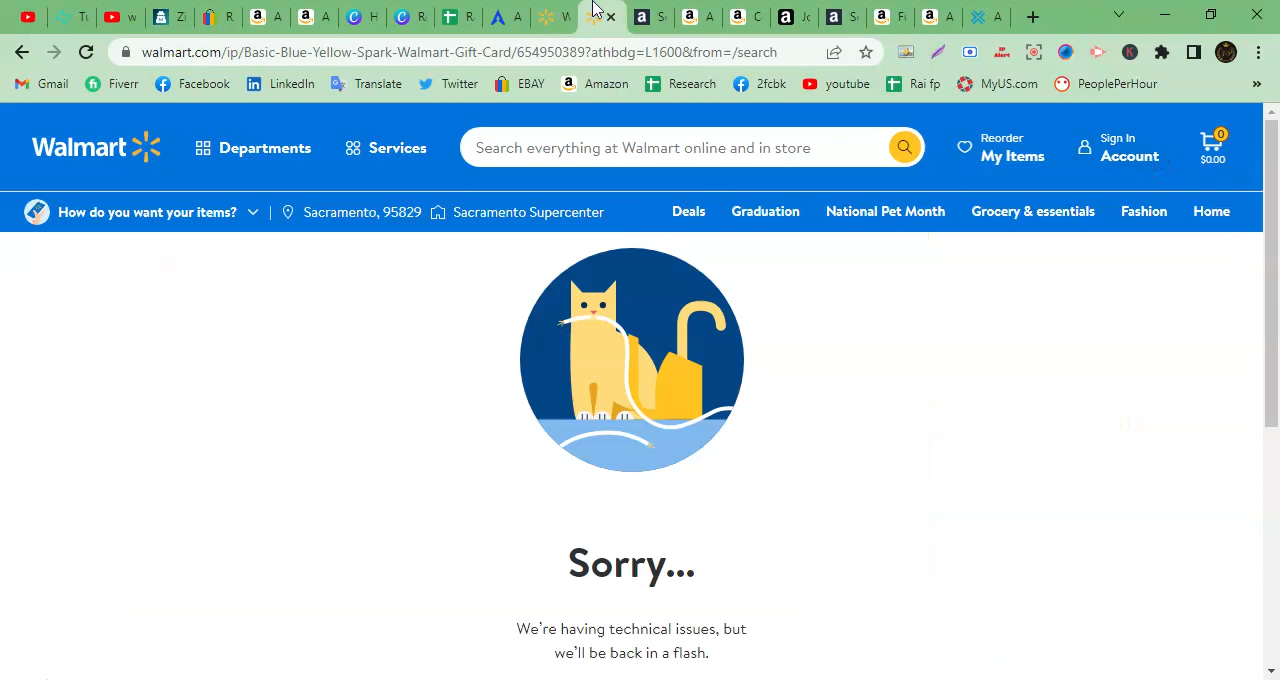 Tu
w
Zi
R
A
A
H
R
R
A
W
S
A
C
Jc
S
F
A
A
walmart.com/ip/Basic-Blue-Yellow-Spark-Walmart-Gift-Card/654950389?athbdg=L1600&from=/search
Gmail
Fiverr
Facebook
LinkedIn
Translate
Twitter
EBAY
Amazon
Research
2fcbk
youtube
Rai fp
MyUS.com
PeoplePerHour
»
Walmart
Departments
Services
Search everything at Walmart online and in store
Reorder
My Items
Sign In
Account
0
$0.00
How do you want your items?
Sacramento, 95829
Sacramento Supercenter
Deals
Graduation
National Pet Month
Grocery & essentials
Fashion
Home
Sorry...
We're having technical issues, but
we'll be back in a flash.